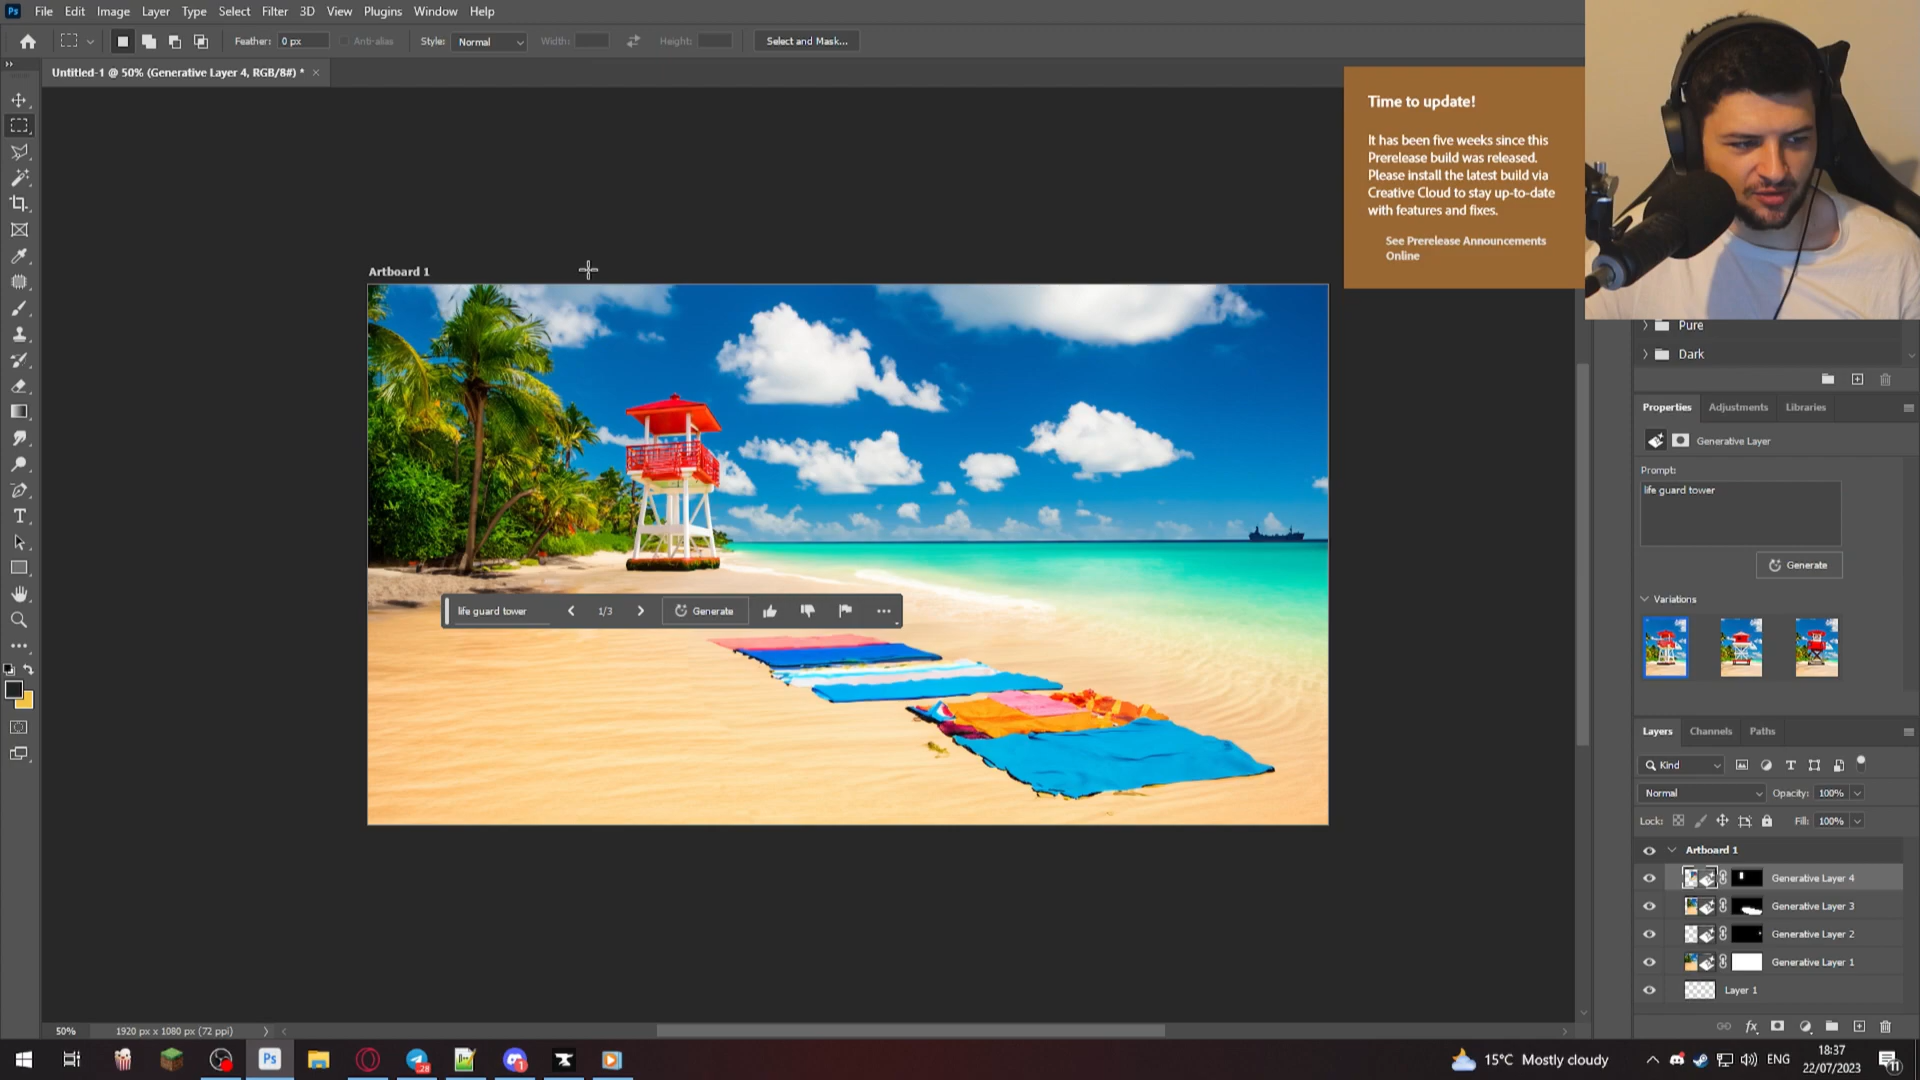 Ps File Edit Image Layer Type Select Filter 3D View Plugins Window Help
Feather: 0 px Anti-alias Style: Normal Width: Height: Select and Mask...
Untitled-1 @ 50% (Generative Layer 4, RGB/8#) * ×
Time to update!
It has been five weeks since this
Prerelease build was released.
Please install the latest build via
Creative Cloud to stay up-to-date
with features and fixes.
See Prerelease Announcements
Online
Artboard 1
life guard tower 1/3 Generate
Pure
Dark
Properties Adjustments Libraries
Generative Layer
Prompt:
life guard tower
Generate
Variations
Layers Channels Paths
Kind
Normal Opacity: 100%
Lock: Fill: 100%
Artboard 1
Generative Layer 4
Generative Layer 3
Generative Layer 2
Generative Layer 1
Layer 1
50% 1920 px x 1080 px (72 ppi)
Ps 28 1 15°C Mostly cloudy ENG 18:37
22/07/2023 11